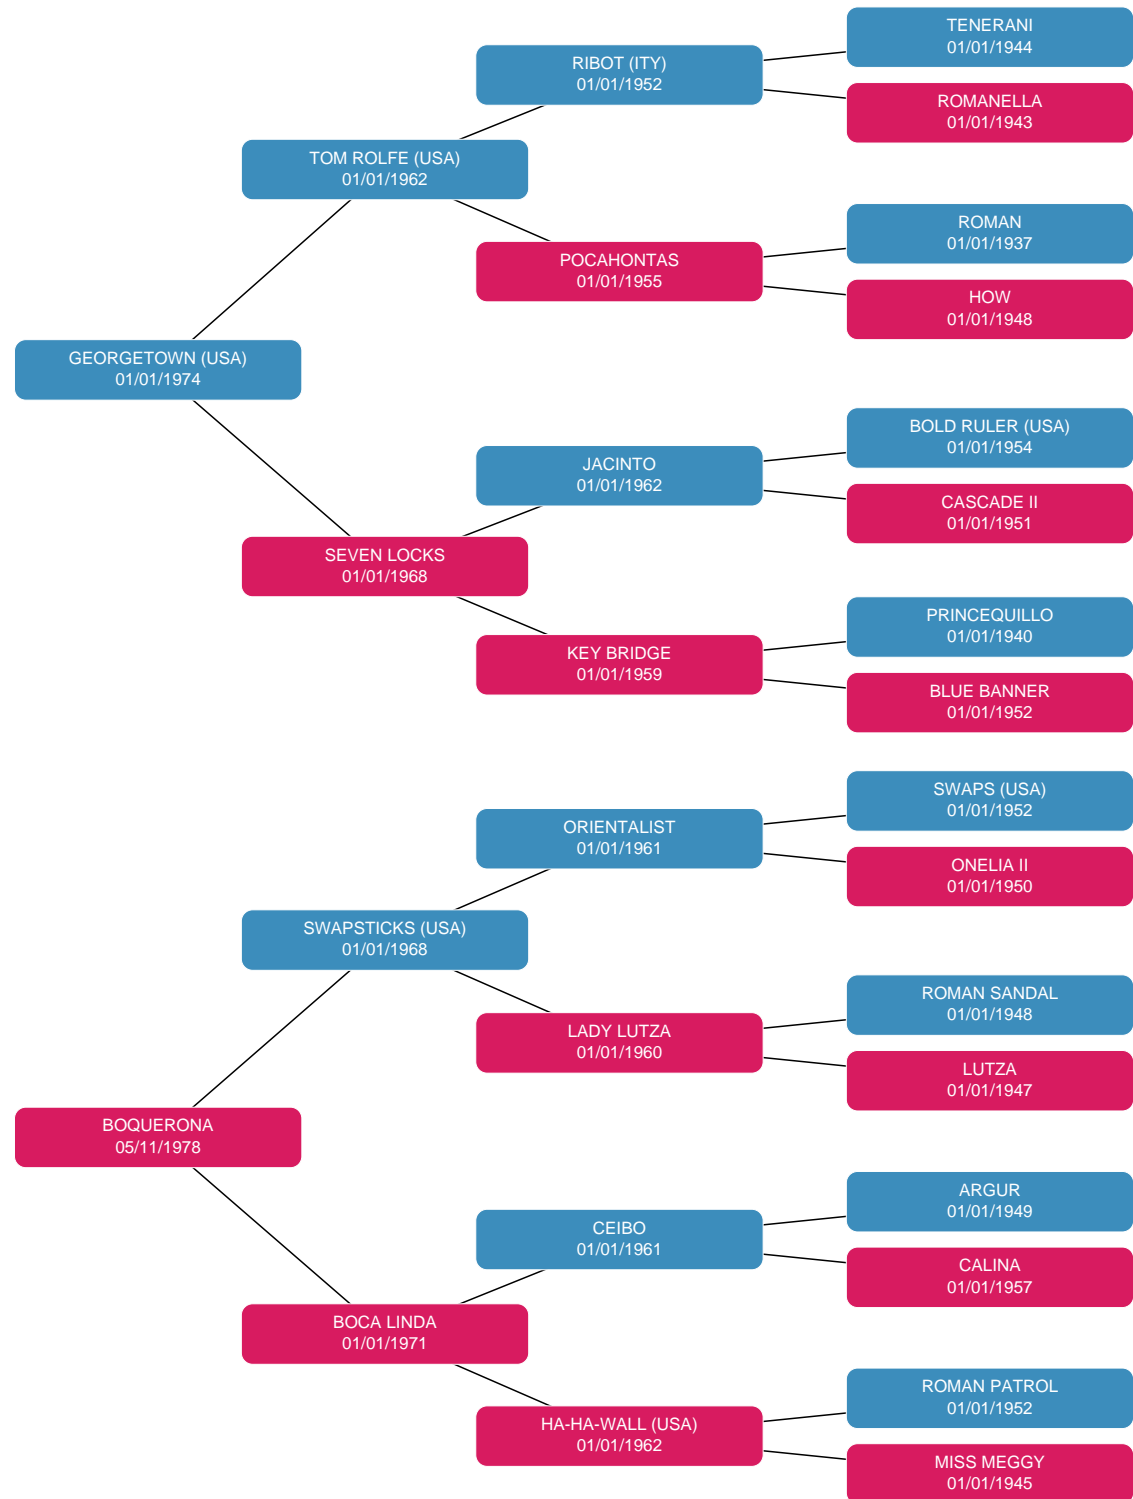 TENERANI
01/01/1944
RIBOT (ITY)
01/01/1952
ROMANELLA
01/01/1943
TOM ROLFE (USA)
01/01/1962
ROMAN
01/01/1937
POCAHONTAS
01/01/1955
HOW
01/01/1948
GEORGETOWN (USA)
01/01/1974
BOLD RULER (USA)
01/01/1954
JACINTO
01/01/1962
CASCADE II
01/01/1951
SEVEN LOCKS
01/01/1968
PRINCEQUILLO
01/01/1940
KEY BRIDGE
01/01/1959
BLUE BANNER
01/01/1952
SWAPS (USA)
01/01/1952
ORIENTALIST
01/01/1961
ONELIA II
01/01/1950
SWAPSTICKS (USA)
01/01/1968
ROMAN SANDAL
01/01/1948
LADY LUTZA
01/01/1960
LUTZA
01/01/1947
BOQUERONA
05/11/1978
ARGUR
01/01/1949
CEIBO
01/01/1961
CALINA
01/01/1957
BOCA LINDA
01/01/1971
ROMAN PATROL
01/01/1952
HA-HA-WALL (USA)
01/01/1962
MISS MEGGY
01/01/1945